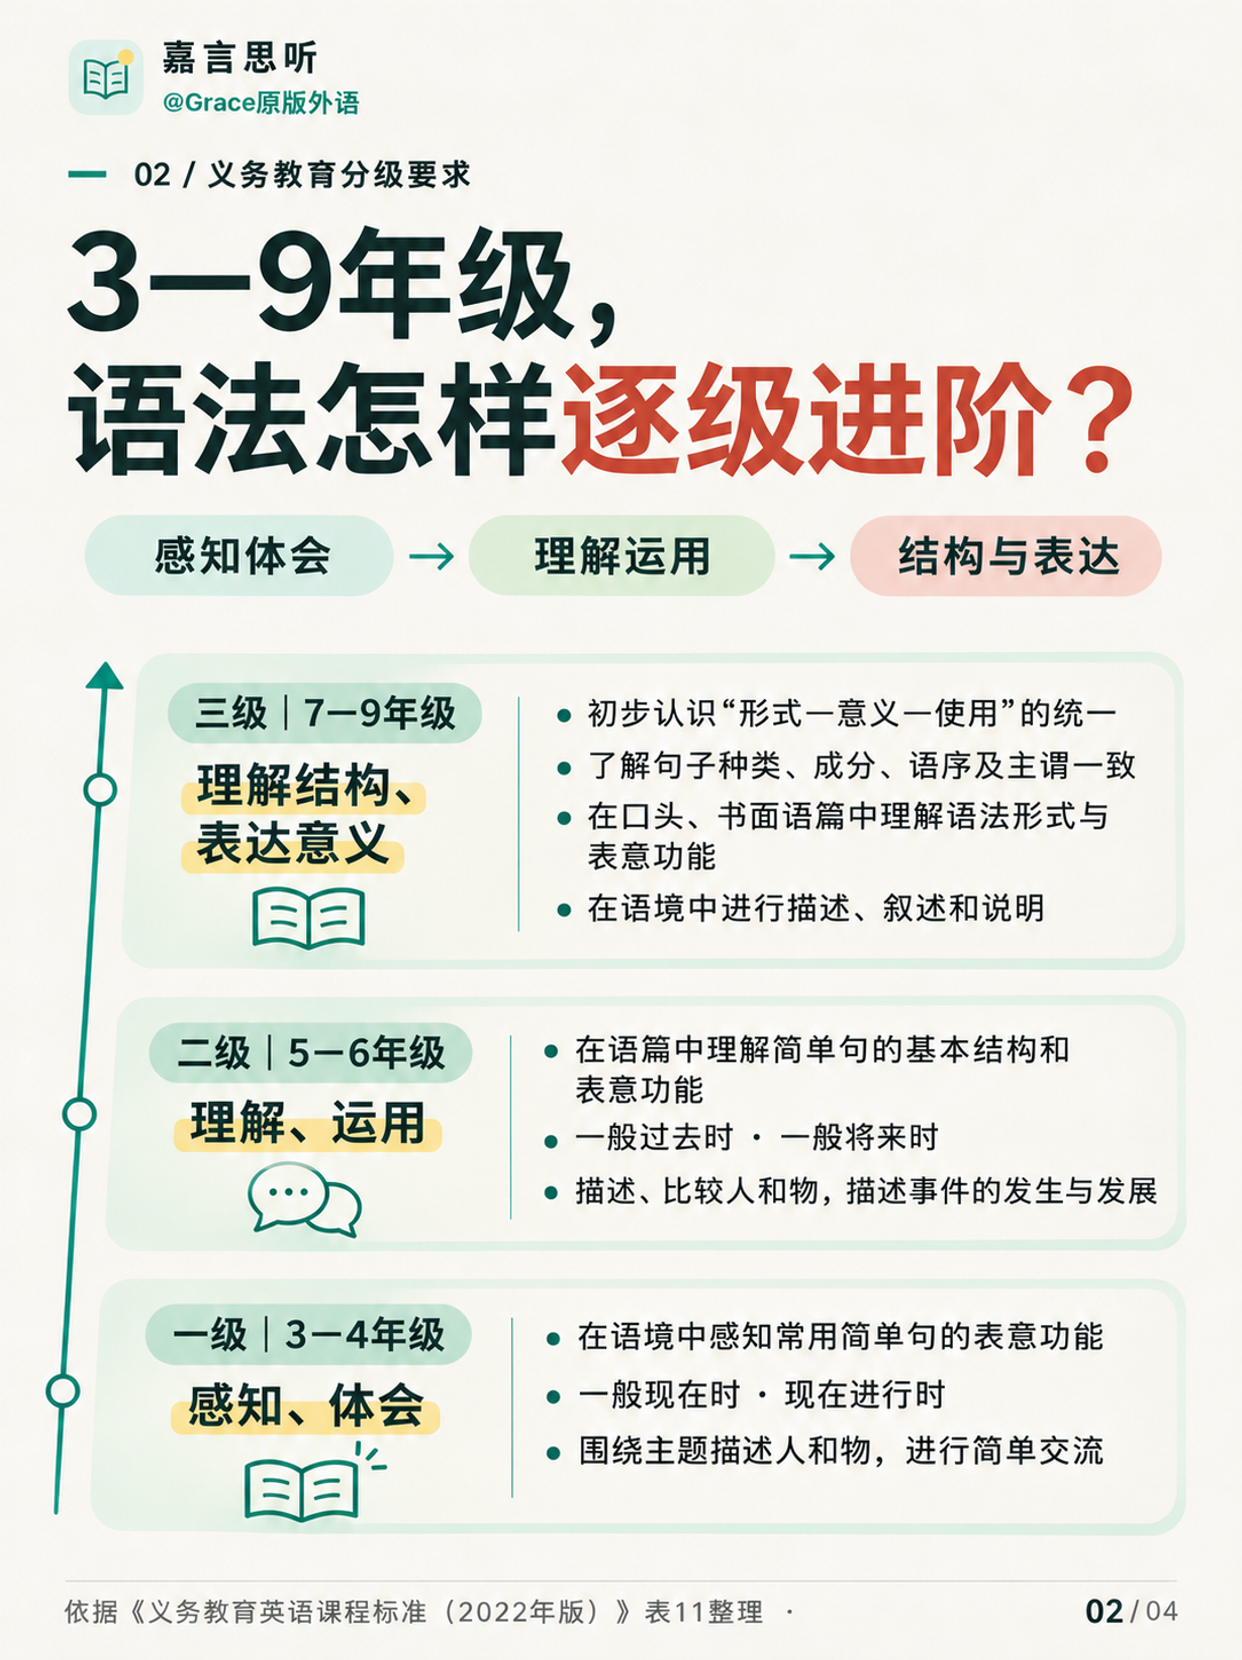 嘉言思听
@Grace原版外语
02 / 义务教育分级要求
3—9年级，
语法怎样逐级进阶？
感知体会 → 理解运用 → 结构与表达
三级｜7—9年级
理解结构、
表达意义
• 初步认识“形式—意义—使用”的统一
• 了解句子种类、成分、语序及主谓一致
• 在口头、书面语篇中理解语法形式与
表意功能
• 在语境中进行描述、叙述和说明
二级｜5—6年级
理解、运用
• 在语篇中理解简单句的基本结构和
表意功能
• 一般过去时 · 一般将来时
• 描述、比较人和物，描述事件的发生与发展
一级｜3—4年级
感知、体会
• 在语境中感知常用简单句的表意功能
• 一般现在时 · 现在进行时
• 围绕主题描述人和物，进行简单交流
依据《义务教育英语课程标准（2022年版）》表11整理 ·
02 / 04